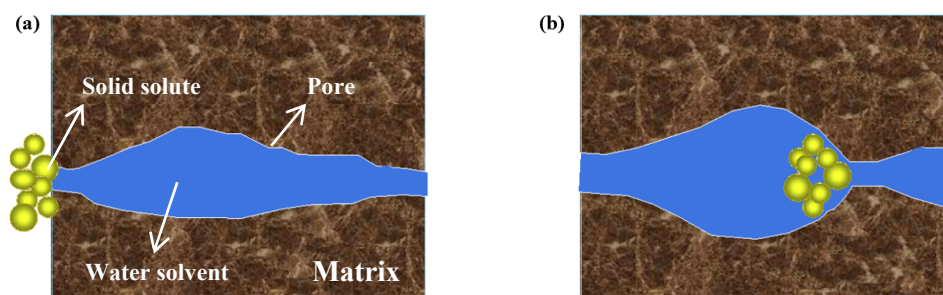 (a)
(b)
Solid solute
Pore
Water solvent
Matrix